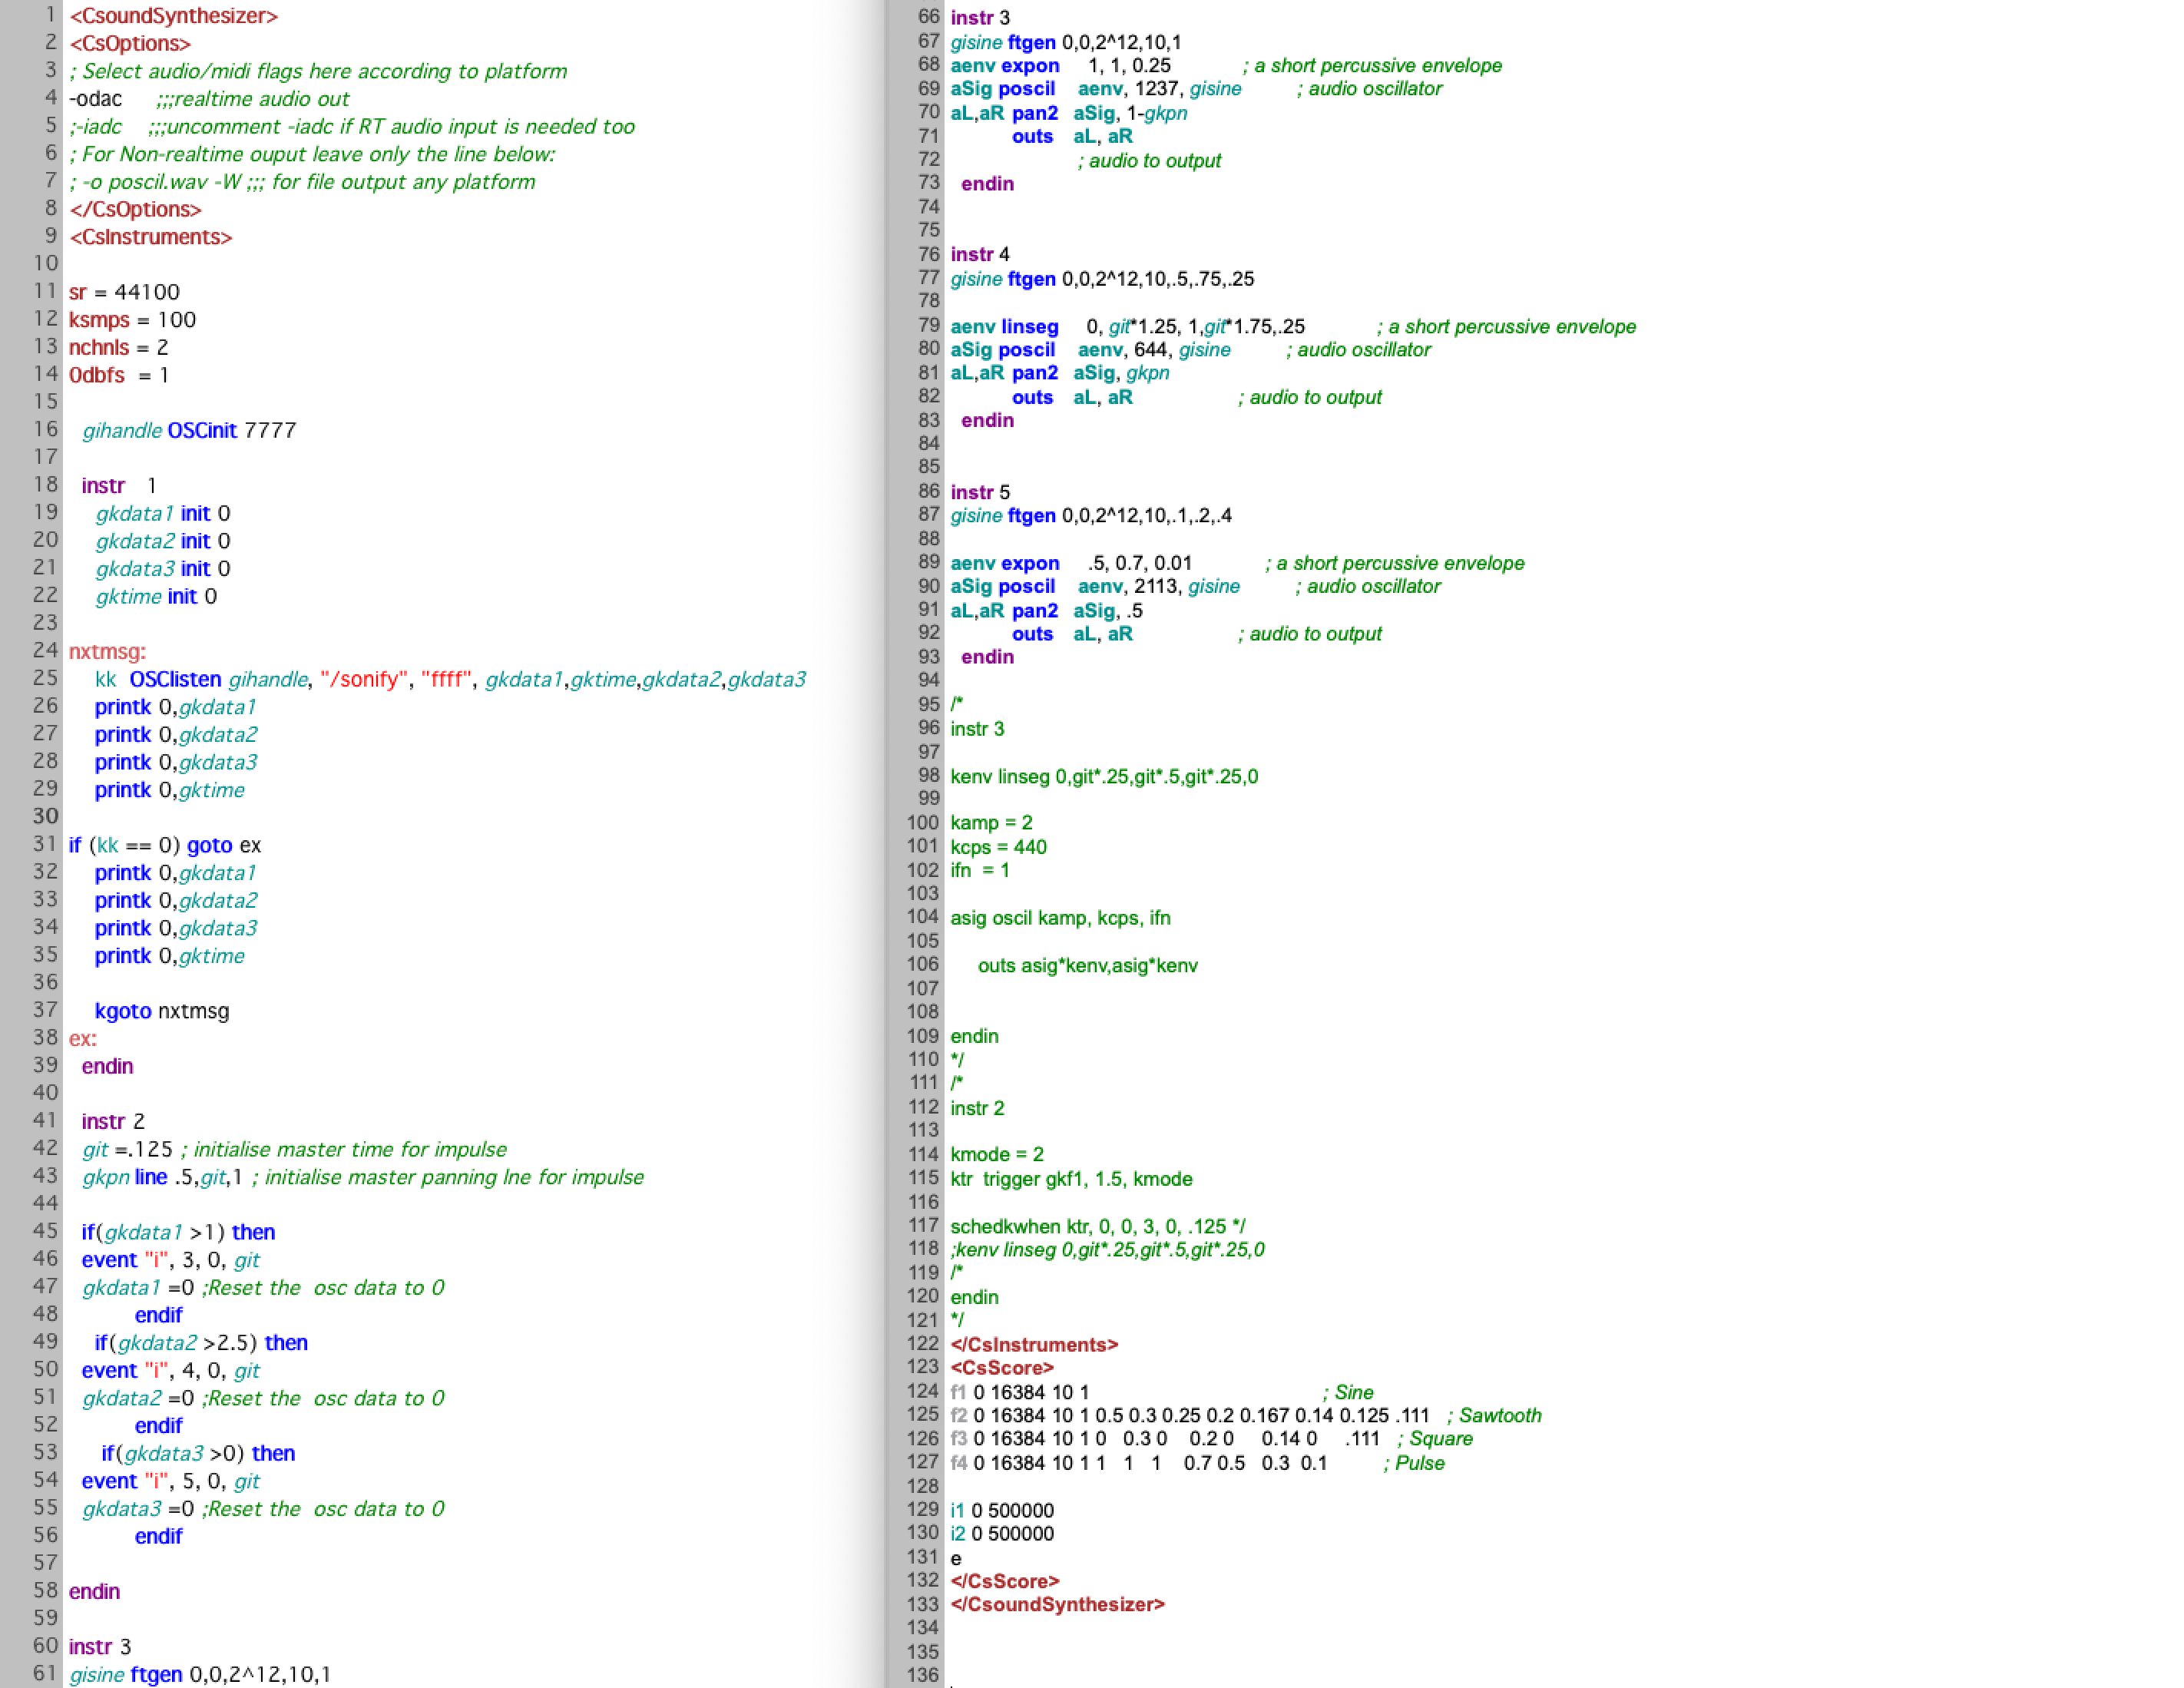 1 <CsoundSynthesizer>
2 <CsOptions>
3 ; Select audio/midi flags here according to platform
4 -odac ;;;realtime audio out
5 ;-iadc ;;;uncomment -iadc if RT audio input is needed too
6 ; For Non-realtime ouput leave only the line below:
7 ; -o poscil.wav -W ;;; for file output any platform
8 </CsOptions>
9 <CsInstruments>
10
11 sr = 44100
12 ksmps = 100
13 nchnls = 2
14 0dbfs = 1
15
16 gihandle OSCinit 7777
17
18 instr 1
19 gkdata1 init 0
20 gkdata2 init 0
21 gkdata3 init 0
22 gktime init 0
23
24 nxtmsg:
25 kk OSClisten gihandle, "/sonify", "ffff", gkdata1,gktime,gkdata2,gkdata3
26 printk 0,gkdata1
27 printk 0,gkdata2
28 printk 0,gkdata3
29 printk 0,gktime
30
31 if (kk == 0) goto ex
32 printk 0,gkdata1
33 printk 0,gkdata2
34 printk 0,gkdata3
35 printk 0,gktime
36
37 kgoto nxtmsg
38 ex:
39 endin
40
41 instr 2
42 git =.125 ; initialise master time for impulse
43 gkpn line .5,git,1 ; initialise master panning lne for impulse
44
45 if(gkdata1 >1) then
46 event "i", 3, 0, git
47 gkdata1 =0 ;Reset the osc data to 0
48 endif
49 if(gkdata2 >2.5) then
50 event "i", 4, 0, git
51 gkdata2 =0 ;Reset the osc data to 0
52 endif
53 if(gkdata3 >0) then
54 event "i", 5, 0, git
55 gkdata3 =0 ;Reset the osc data to 0
56 endif
57
58 endin
59
60 instr 3
61 gisine ftgen 0,0,2^12,10,1
66 instr 3
67 gisine ftgen 0,0,2^12,10,1
68 aenv expon 1, 1, 0.25 ; a short percussive envelope
69 aSig poscil aenv, 1237, gisine ; audio oscillator
70 aL,aR pan2 aSig, 1-gkpn
71 outs aL, aR
72 ; audio to output
73 endin
74
75
76 instr 4
77 gisine ftgen 0,0,2^12,10,.5,.75,.25
78
79 aenv linseg 0, git*1.25, 1,git*1.75,.25 ; a short percussive envelope
80 aSig poscil aenv, 644, gisine ; audio oscillator
81 aL,aR pan2 aSig, gkpn
82 outs aL, aR ; audio to output
83 endin
84
85
86 instr 5
87 gisine ftgen 0,0,2^12,10,.1,.2,.4
88
89 aenv expon .5, 0.7, 0.01 ; a short percussive envelope
90 aSig poscil aenv, 2113, gisine ; audio oscillator
91 aL,aR pan2 aSig, .5
92 outs aL, aR ; audio to output
93 endin
94
95 /*
96 instr 3
97
98 kenv linseg 0,git*.25,git*.5,git*.25,0
99
100 kamp = 2
101 kcps = 440
102 ifn = 1
103
104 asig oscil kamp, kcps, ifn
105
106 outs asig*kenv,asig*kenv
107
108
109 endin
110 */
111 /*
112 instr 2
113
114 kmode = 2
115 ktr trigger gkf1, 1.5, kmode
116
117 schedkwhen ktr, 0, 0, 3, 0, .125 */
118 ;kenv linseg 0,git*.25,git*.5,git*.25,0
119 /*
120 endin
121 */
122 </CsInstruments>
123 <CsScore>
124 f1 0 16384 10 1 ; Sine
125 f2 0 16384 10 1 0.5 0.3 0.25 0.2 0.167 0.14 0.125 .111 ; Sawtooth
126 f3 0 16384 10 1 0 0.3 0 0.2 0 0.14 0 .111 ; Square
127 f4 0 16384 10 1 1 1 1 0.7 0.5 0.3 0.1 ; Pulse
128
129 i1 0 500000
130 i2 0 500000
131 e
132 </CsScore>
133 </CsoundSynthesizer>
134
135
136